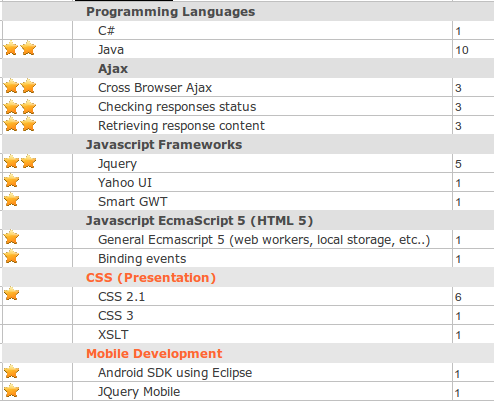 Programming Languages
C# 1
Java 10
Ajax
Cross Browser Ajax 3
Checking responses status 3
Retrieving response content 3
Javascript Frameworks
Jquery 5
Yahoo UI 1
Smart GWT 1
Javascript EcmaScript 5 (HTML 5)
General Ecmascript 5 (web workers, local storage, etc..) 1
Binding events 1
CSS (Presentation)
CSS 2.1 6
CSS 3 1
XSLT 1
Mobile Development
Android SDK using Eclipse 1
JQuery Mobile 1